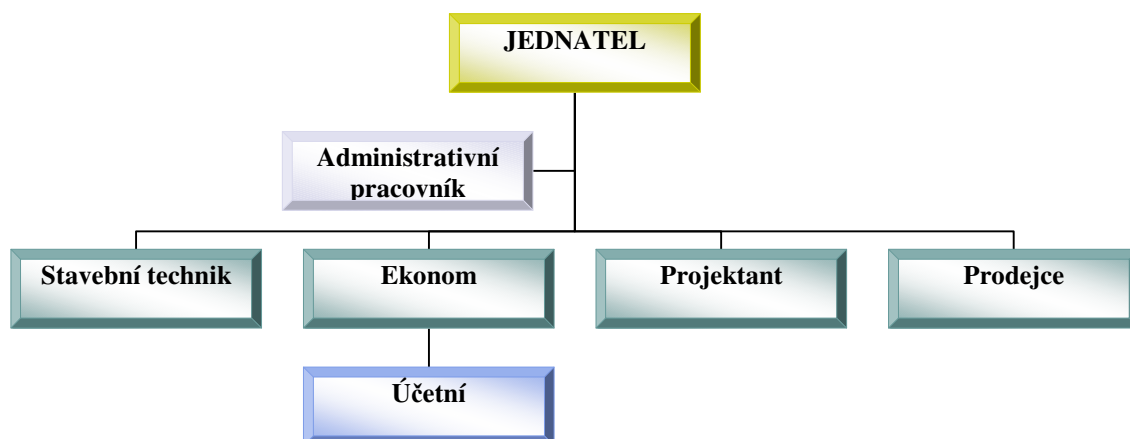 JEDNATEL
Administrativní
pracovník
Stavební technik
Ekonom
Projektant
Prodejce
Účetní